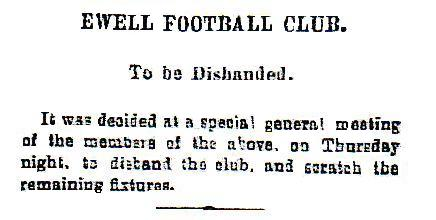 EWELL FOOTBALL CLUB.
To be Disbanded.
It was decided at a special general meeting
of the members of the above, on Thursday
night, to disband the club, and scratch the
remaining fixtures.